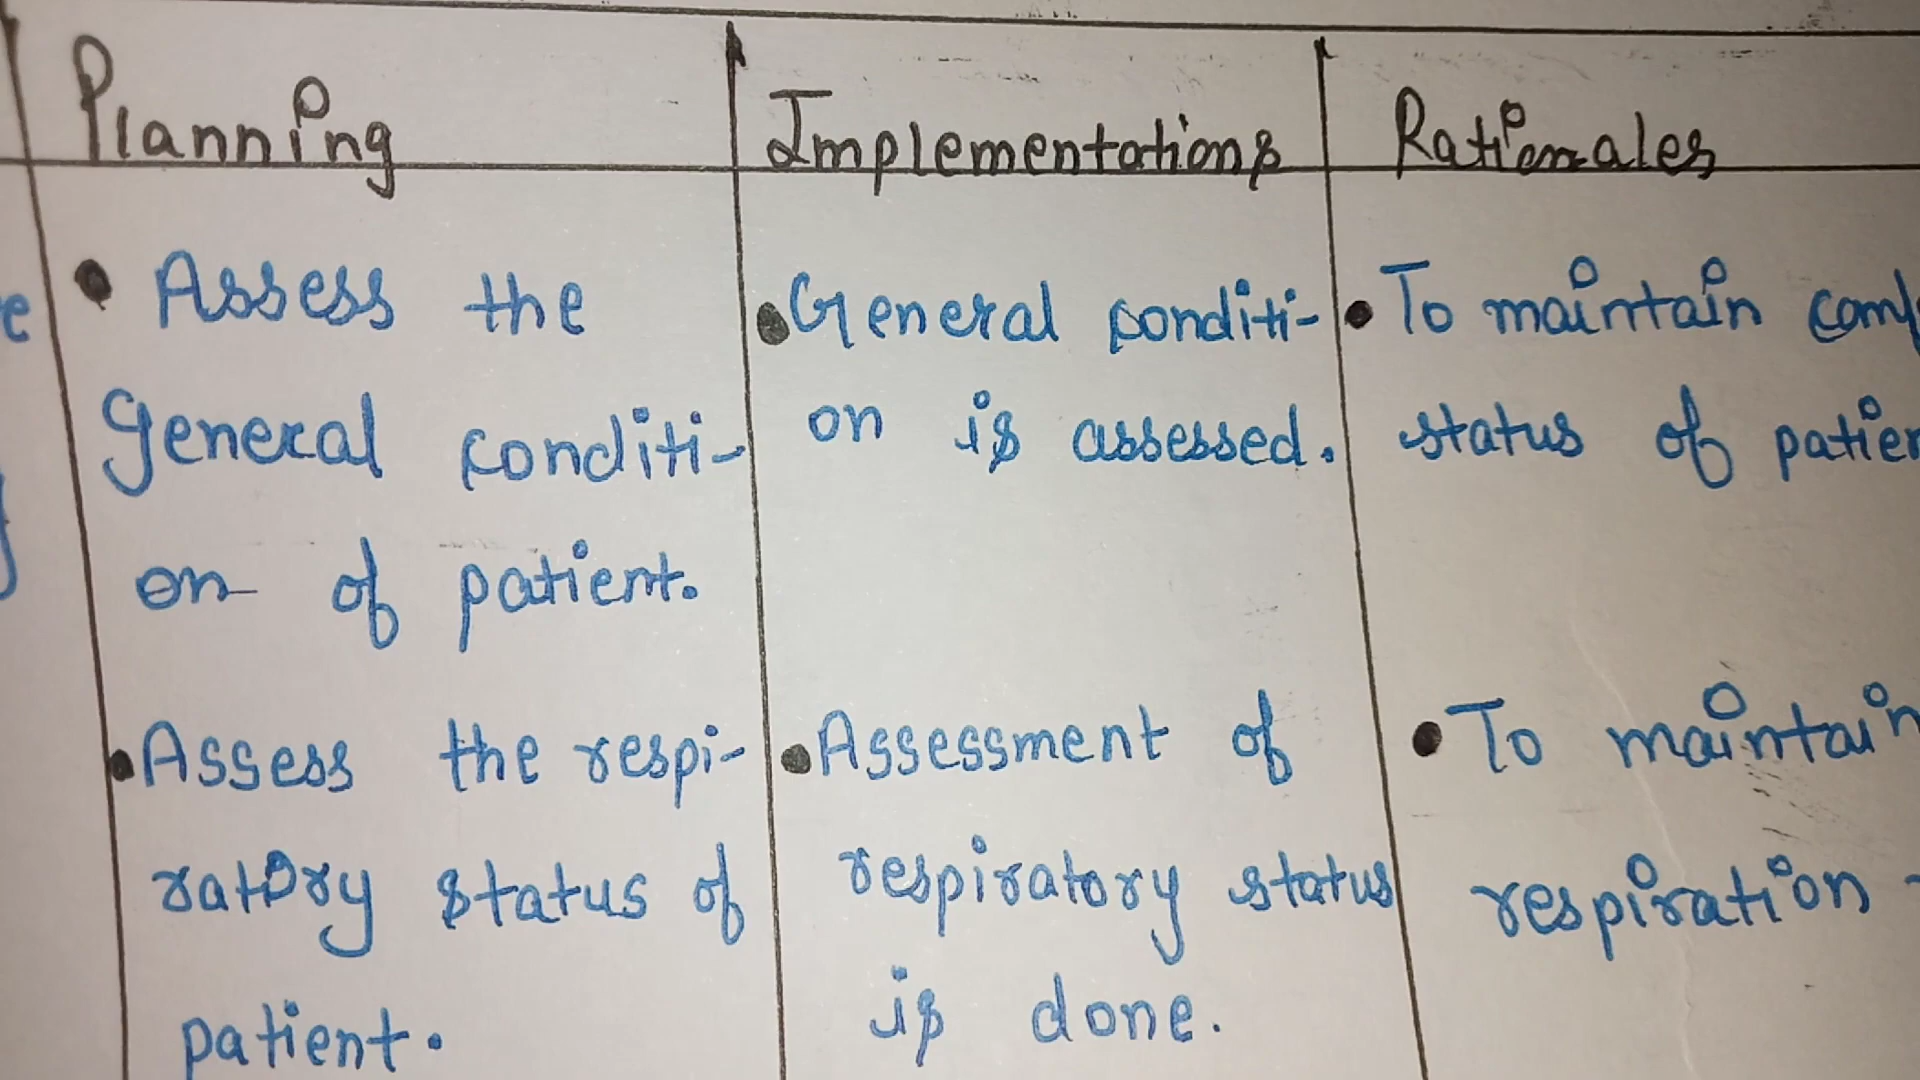 Planning
Implementations
Rationales
• Assess the
general conditi-
on of patient.
• Assess the respi-
ratory status of
patient.
• General conditi-
on is assessed.
• Assessment of
respiratory status
is done.
• To maintain
status of
• To maintain
respiration